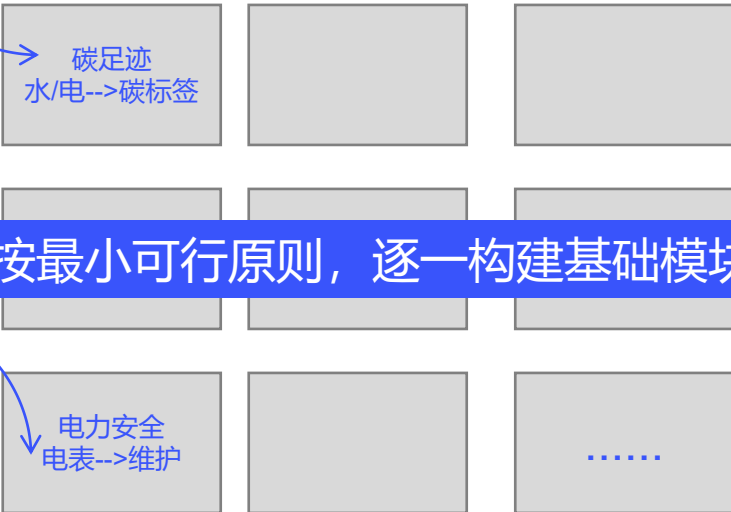 碳足迹
水/电-->碳标签
按最小可行原则，逐一构建基础模块
电力安全
电表-->维护
······